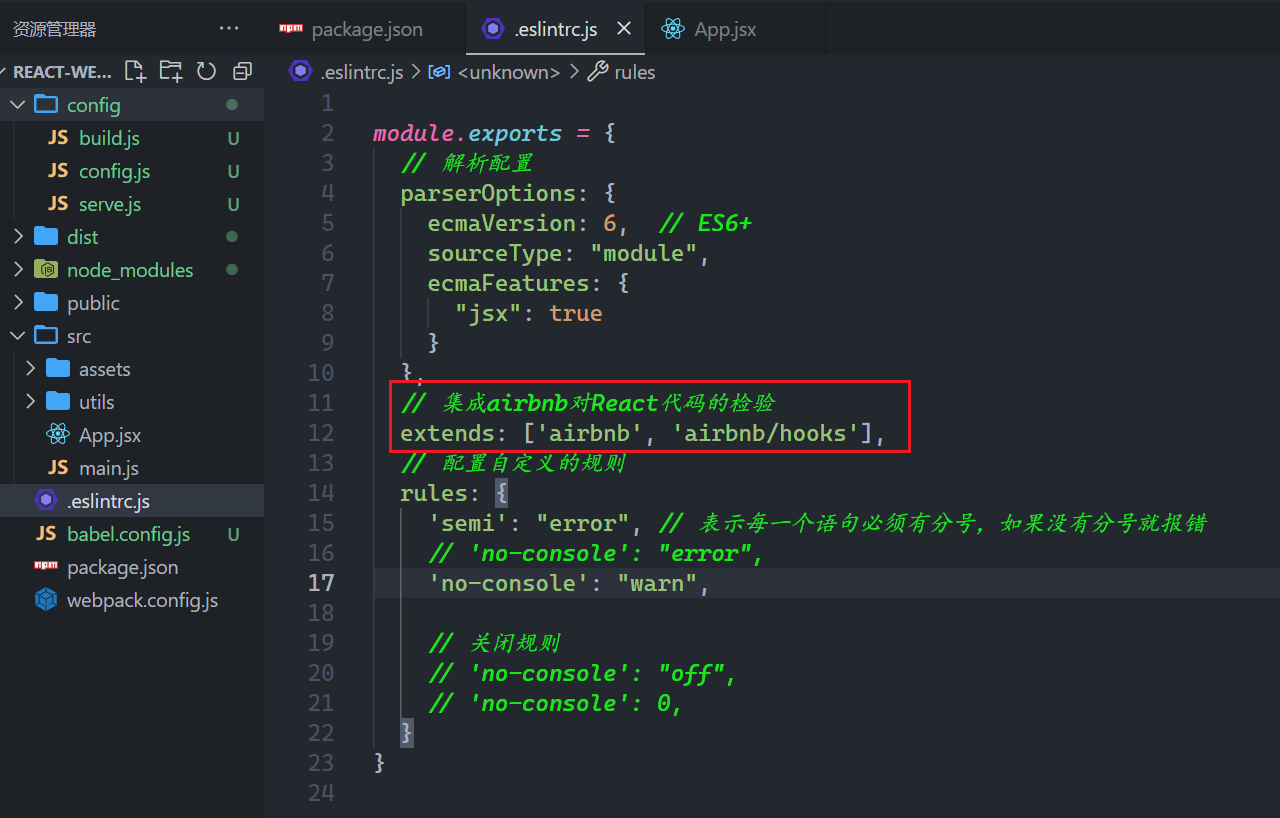 资源管理器 ··· npm package.json .eslintrc.js App.jsx
REACT-WE... .eslintrc.js > <unknown> > rules
config
JS build.js U
JS config.js U
JS serve.js U
dist
node_modules
public
src
assets
utils
App.jsx
JS main.js
.eslintrc.js
JS babel.config.js U
npm package.json
webpack.config.js
1
2 module.exports = {
3 // 解析配置
4 parserOptions: {
5 ecmaVersion: 6, // ES6+
6 sourceType: "module",
7 ecmaFeatures: {
8 "jsx": true
9 }
10 },
11 // 集成airbnb对React代码的检验
12 extends: ['airbnb', 'airbnb/hooks'],
13 // 配置自定义的规则
14 rules: {
15 'semi': "error", // 表示每一个语句必须有分号，如果没有分号就报错
16 // 'no-console': "error",
17 'no-console': "warn",
18
19 // 关闭规则
20 // 'no-console': "off",
21 // 'no-console': 0,
22 }
23 }
24